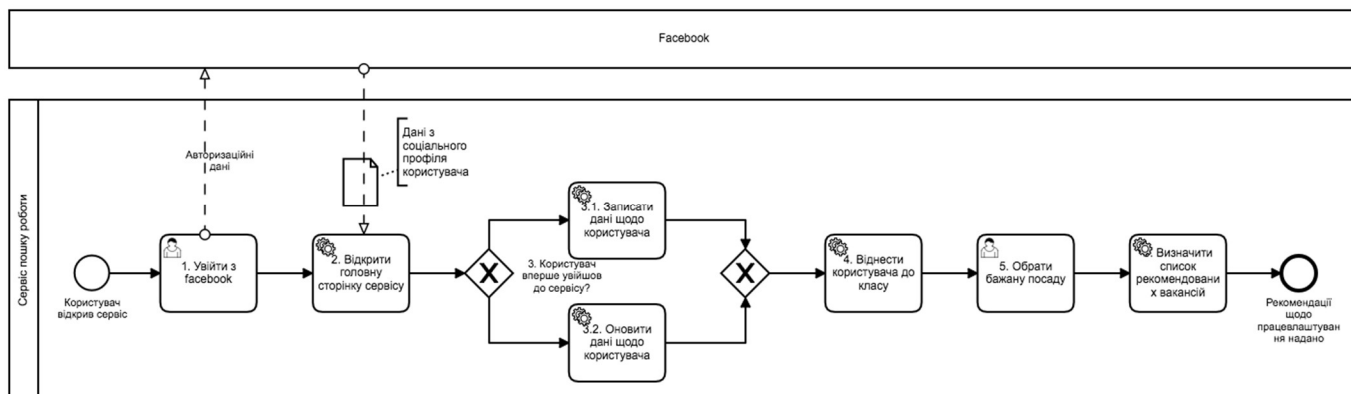 Facebook
Сервіс пошку роботи
Авторизаційні
дані
Дані з
соціального
профіля
користувача
Користувач
відкрив сервіс
1. Увійти з
facebook
2. Відкрити
головну
сторінку сервісу
3. Користувач
вперше увійшов
до сервісу?
3.1. Записати
дані щодо
користувача
3.2. Оновити
дані щодо
користувача
4. Віднести
користувача до
класу
5. Обрати
бажану посаду
6. Визначити
список
рекомендовани
х вакансій
Рекомендації
щодо
працевлаштуван
ня надано